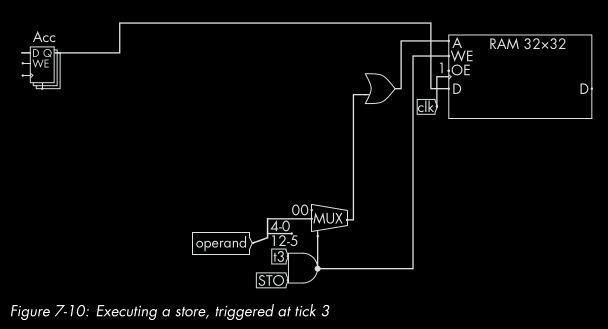 Acc
D Q
WE
RAM 32×32
A
WE
1
OE
clk
D
D
00
MUX
4-0
operand
12-5
t3
STO
Figure 7-10: Executing a store, triggered at tick 3